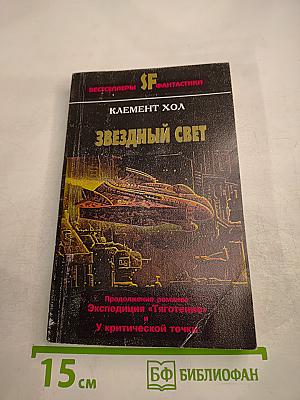 БЕСТСЕЛЛЕРЫ SF ФАНТАСТИКИ
КЛЕМЕНТ ХОЛ
ЗВЕЗДНЫЙ СВЕТ
Продолжение романов
Экспедиция «Тяготение»
и
У критической точки
15 см
БФ БИБЛИОФАН